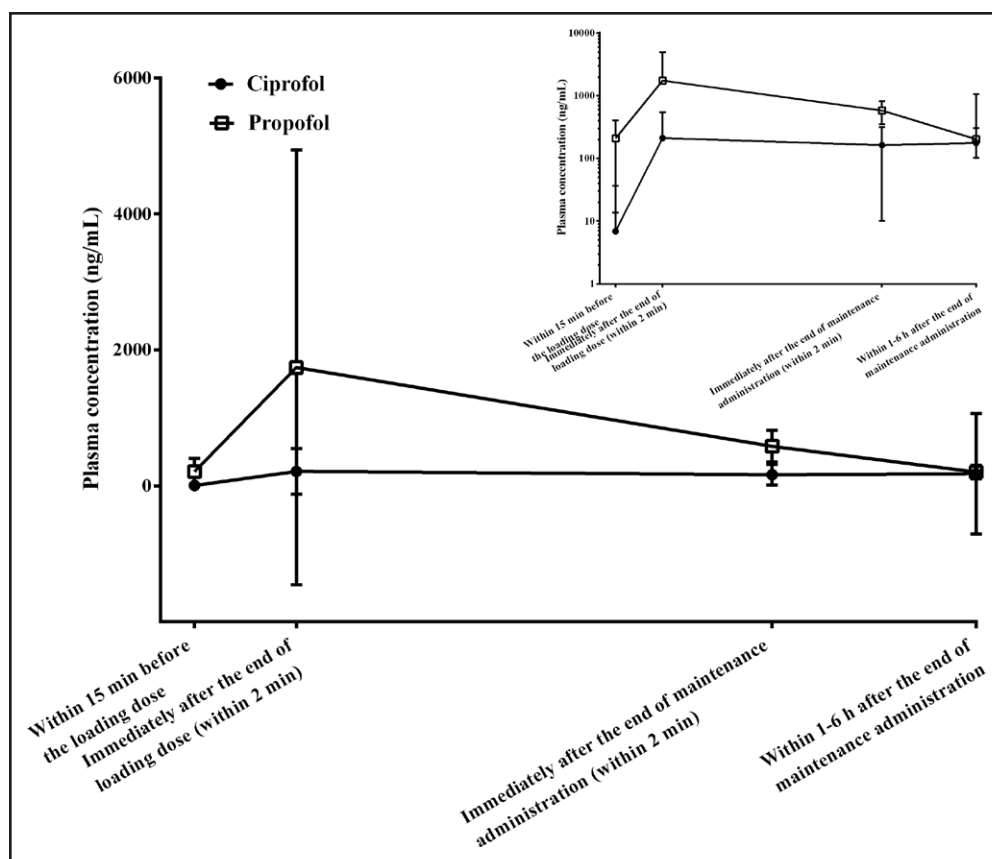 6000
4000
2000
0
Plasma concentration (ng/mL)
Ciprofol
Propofol
Within 15 min before
the loading dose
Immediately after the end of
loading dose (within 2 min)
Immediately after the end of maintenance
administration (within 2 min)
Within 1-6 h after the end of
maintenance administration
10000
1000
100
10
1
Plasma concentration (ng/mL)
Within 15 min before
the loading dose
Immediately after the end of
loading dose (within 2 min)
Immediately after the end of maintenance
administration (within 2 min)
Within 1-6 h after the end of
maintenance administration